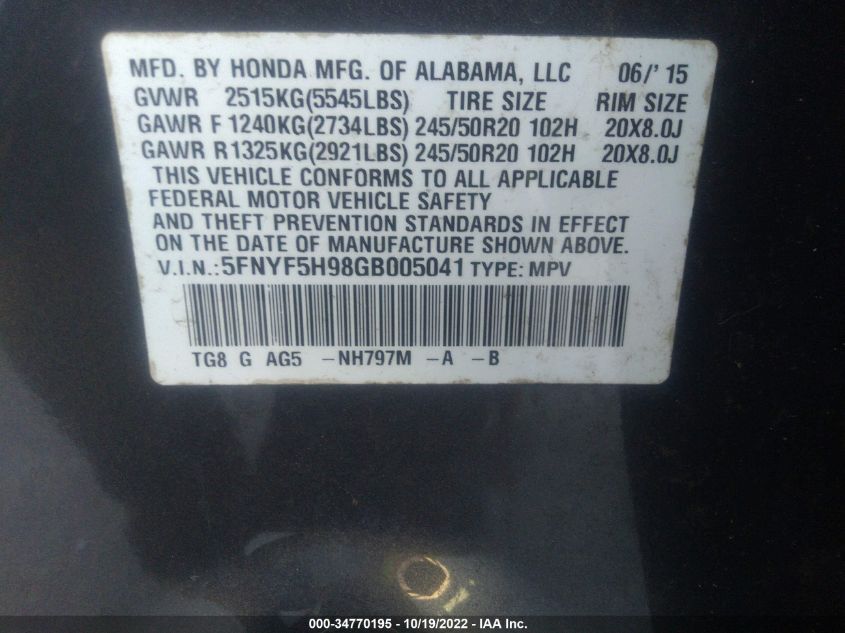 MFD. BY HONDA MFG. OF ALABAMA, LLC 06/' 15
GVWR 2515KG(5545LBS) TIRE SIZE RIM SIZE
GAWR F 1240KG(2734LBS) 245/50R20 102H 20X8.0J
GAWR R1325KG(2921LBS) 245/50R20 102H 20X8.0J
THIS VEHICLE CONFORMS TO ALL APPLICABLE
FEDERAL MOTOR VEHICLE SAFETY
AND THEFT PREVENTION STANDARDS IN EFFECT
ON THE DATE OF MANUFACTURE SHOWN ABOVE.
V.I.N.:5FNYF5H98GB005041 TYPE: MPV
TG8 G AG5 -NH797M -A -B
000-34770195 - 10/19/2022 - IAA Inc.